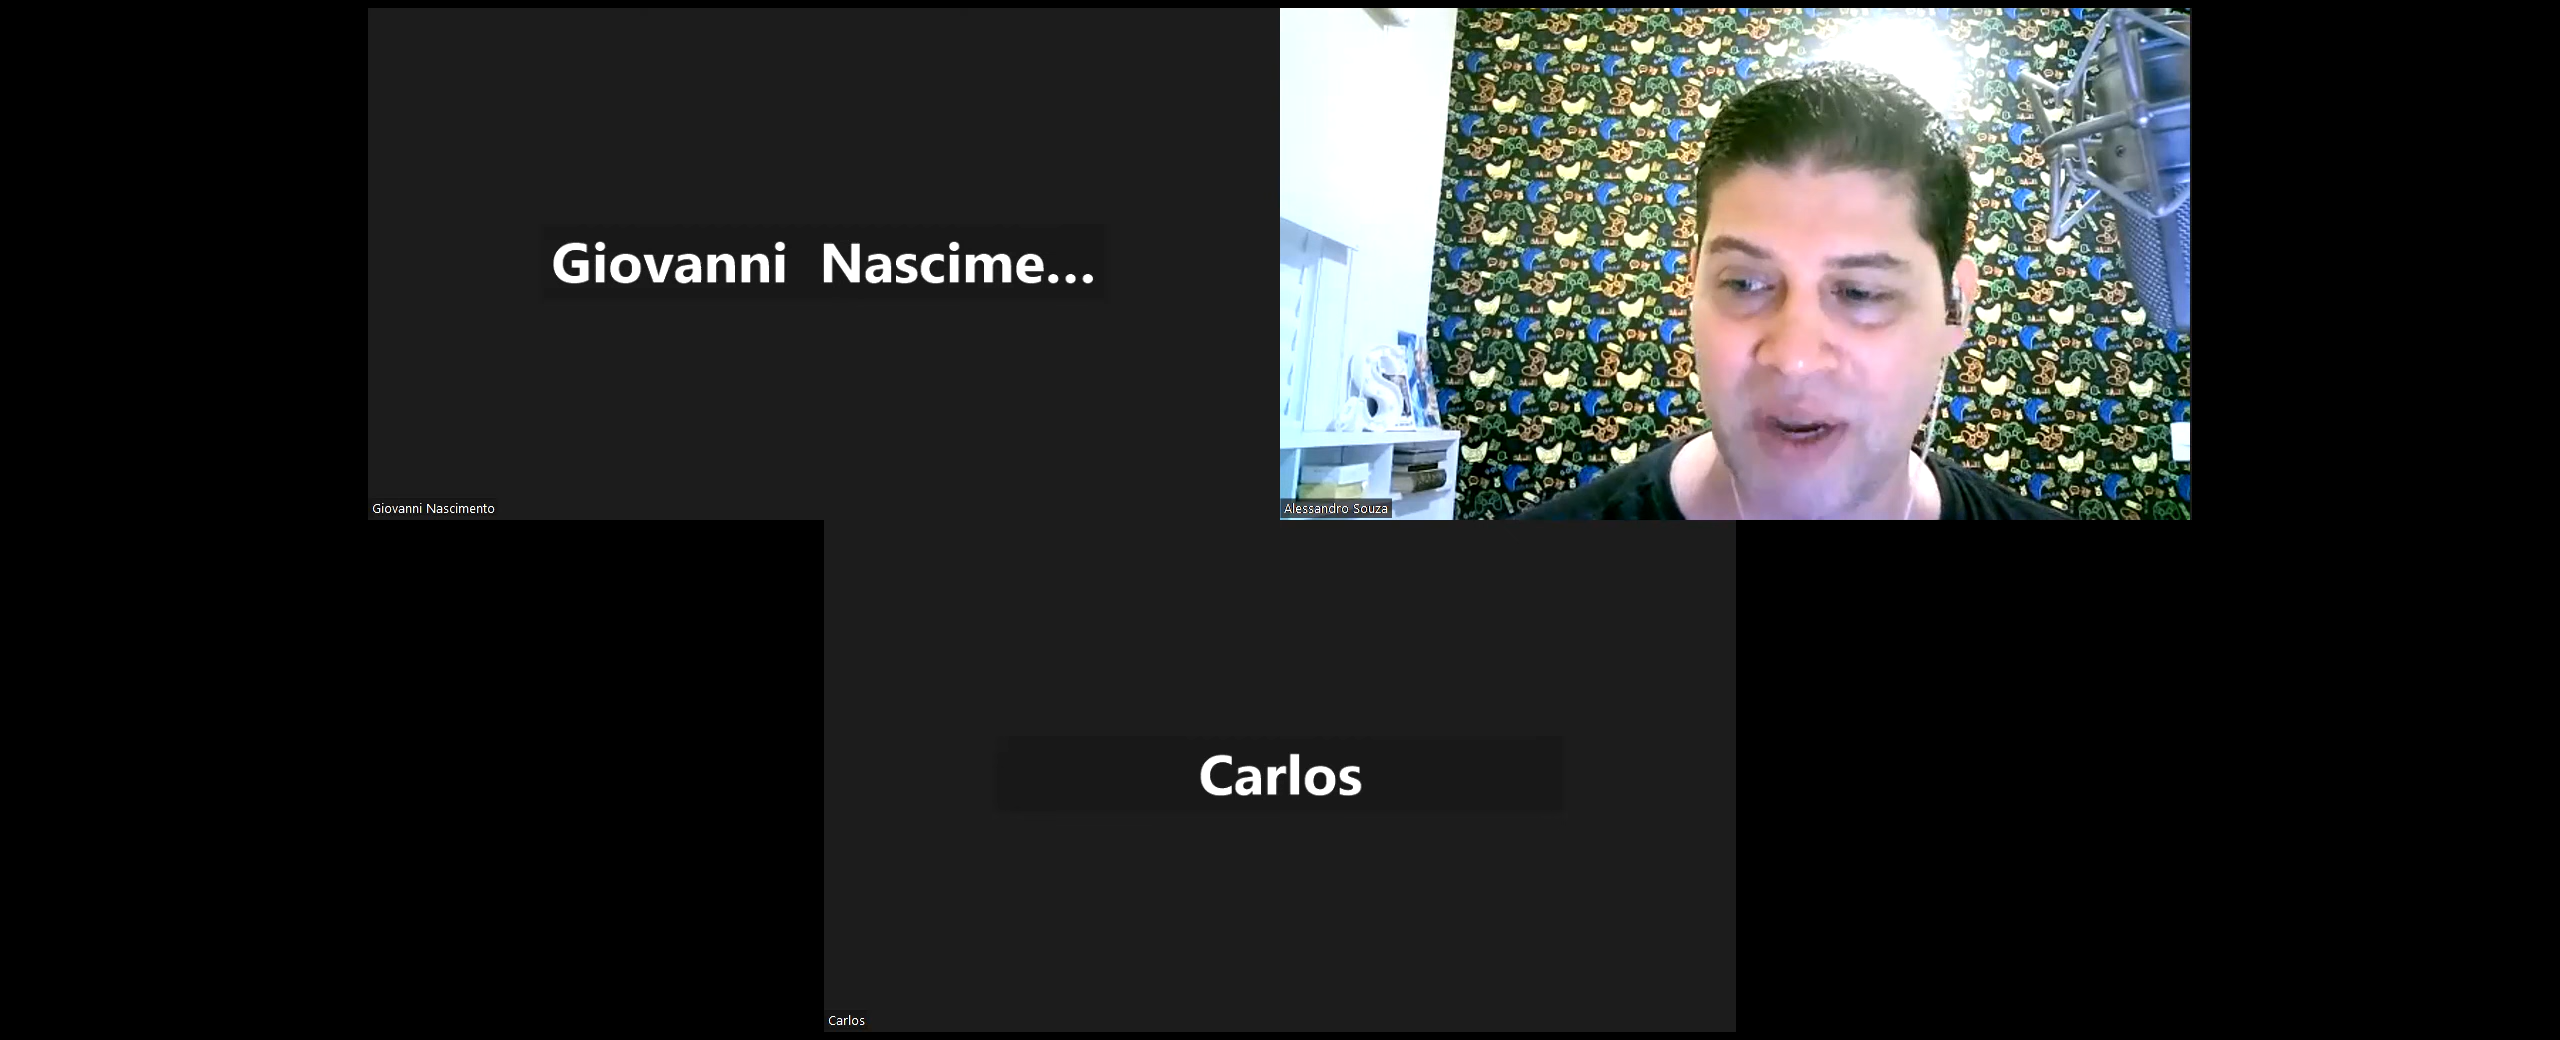 Giovanni  Nascime...
Giovanni Nascimento
Alessandro Souza
Carlos
Carlos